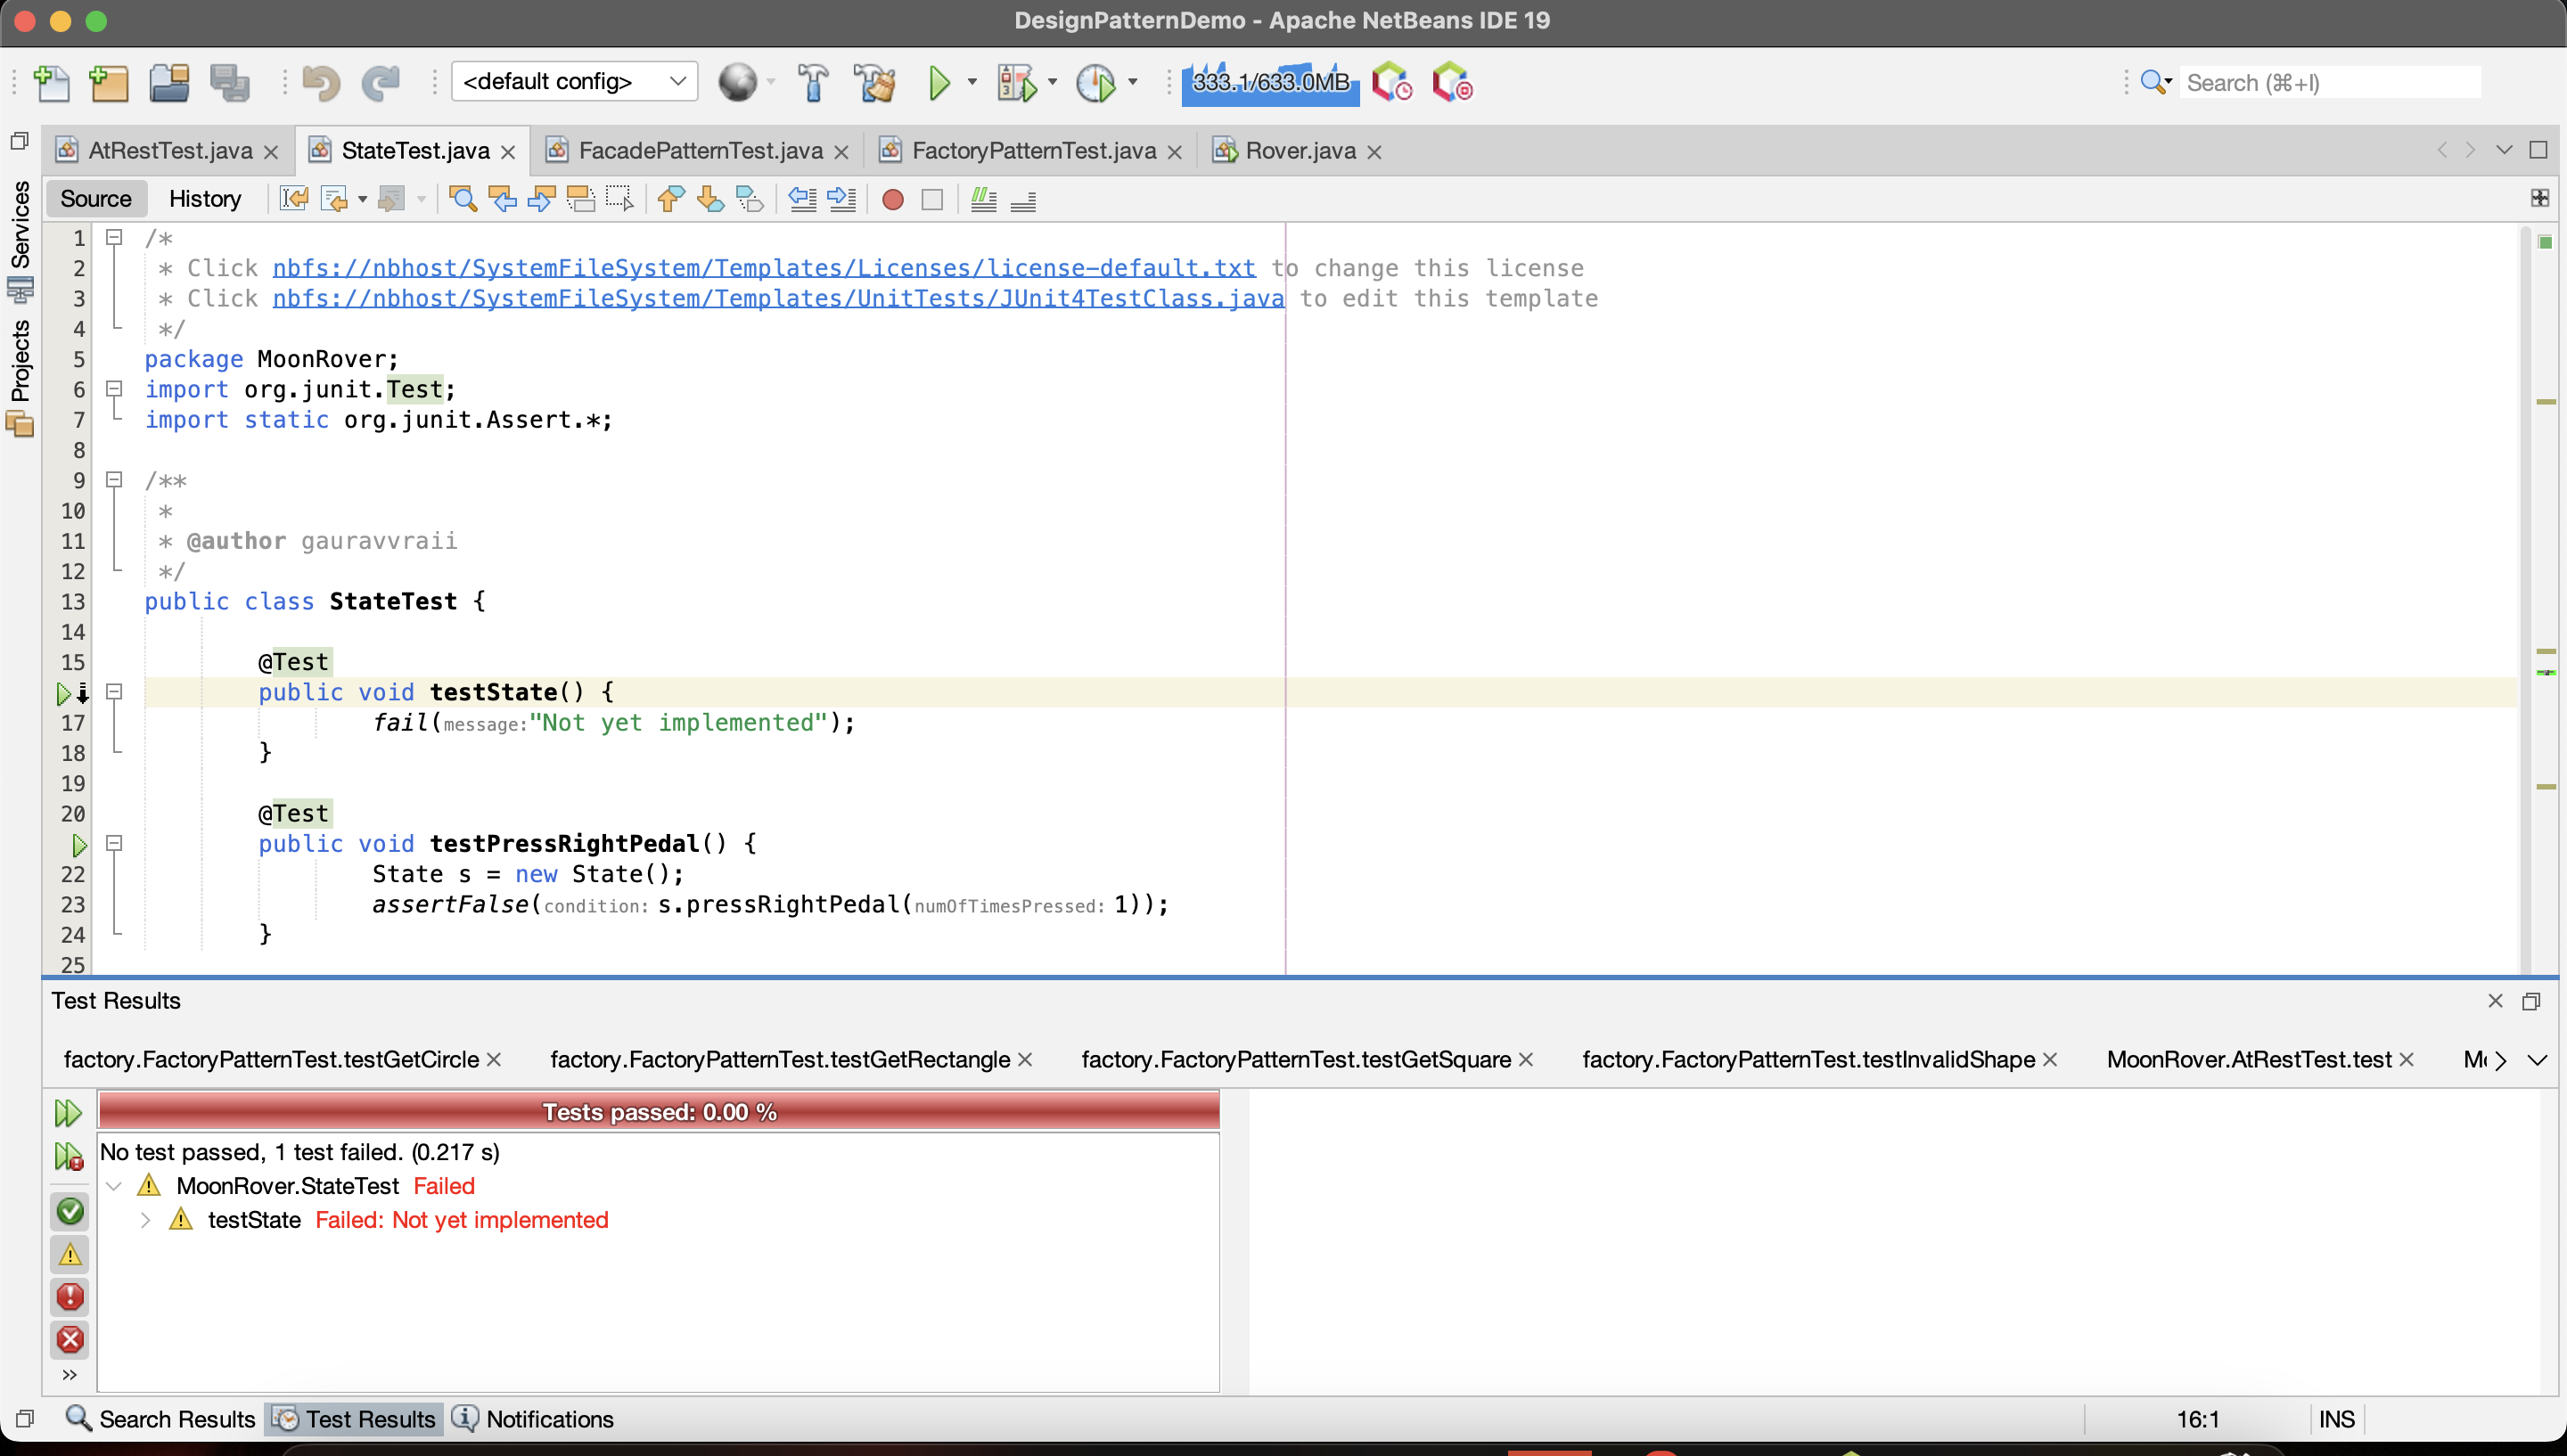 DesignPatternDemo - Apache NetBeans IDE 19
<default config>
333.1/633.0MB
Search (⌘+I)
AtRestTest.java
StateTest.java
FacadePatternTest.java
FactoryPatternTest.java
Rover.java
Source
History
Services
Projects
1 /*
2 * Click nbfs://nbhost/SystemFileSystem/Templates/Licenses/license-default.txt to change this license
3 * Click nbfs://nbhost/SystemFileSystem/Templates/UnitTests/JUnit4TestClass.java to edit this template
4 */
5 package MoonRover;
6 import org.junit.Test;
7 import static org.junit.Assert.*;
8
9 /**
10 *
11 * @author gauravvraii
12 */
13 public class StateTest {
14
15 @Test
public void testState() {
17 fail(message:"Not yet implemented");
18 }
19
20 @Test
public void testPressRightPedal() {
22 State s = new State();
23 assertFalse(condition: s.pressRightPedal(numOfTimesPressed: 1));
24 }
25
Test Results
factory.FactoryPatternTest.testGetCircle
factory.FactoryPatternTest.testGetRectangle
factory.FactoryPatternTest.testGetSquare
factory.FactoryPatternTest.testInvalidShape
MoonRover.AtRestTest.test
Tests passed: 0.00 %
No test passed, 1 test failed. (0.217 s)
MoonRover.StateTest Failed
testState Failed: Not yet implemented
Search Results
Test Results
Notifications
16:1
INS